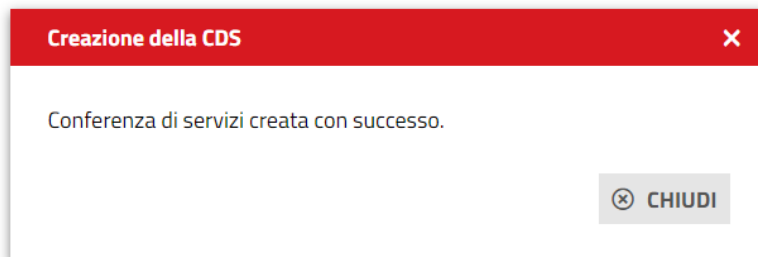 Creazione della CDS
Conferenza di servizi creata con successo.
CHIUDI